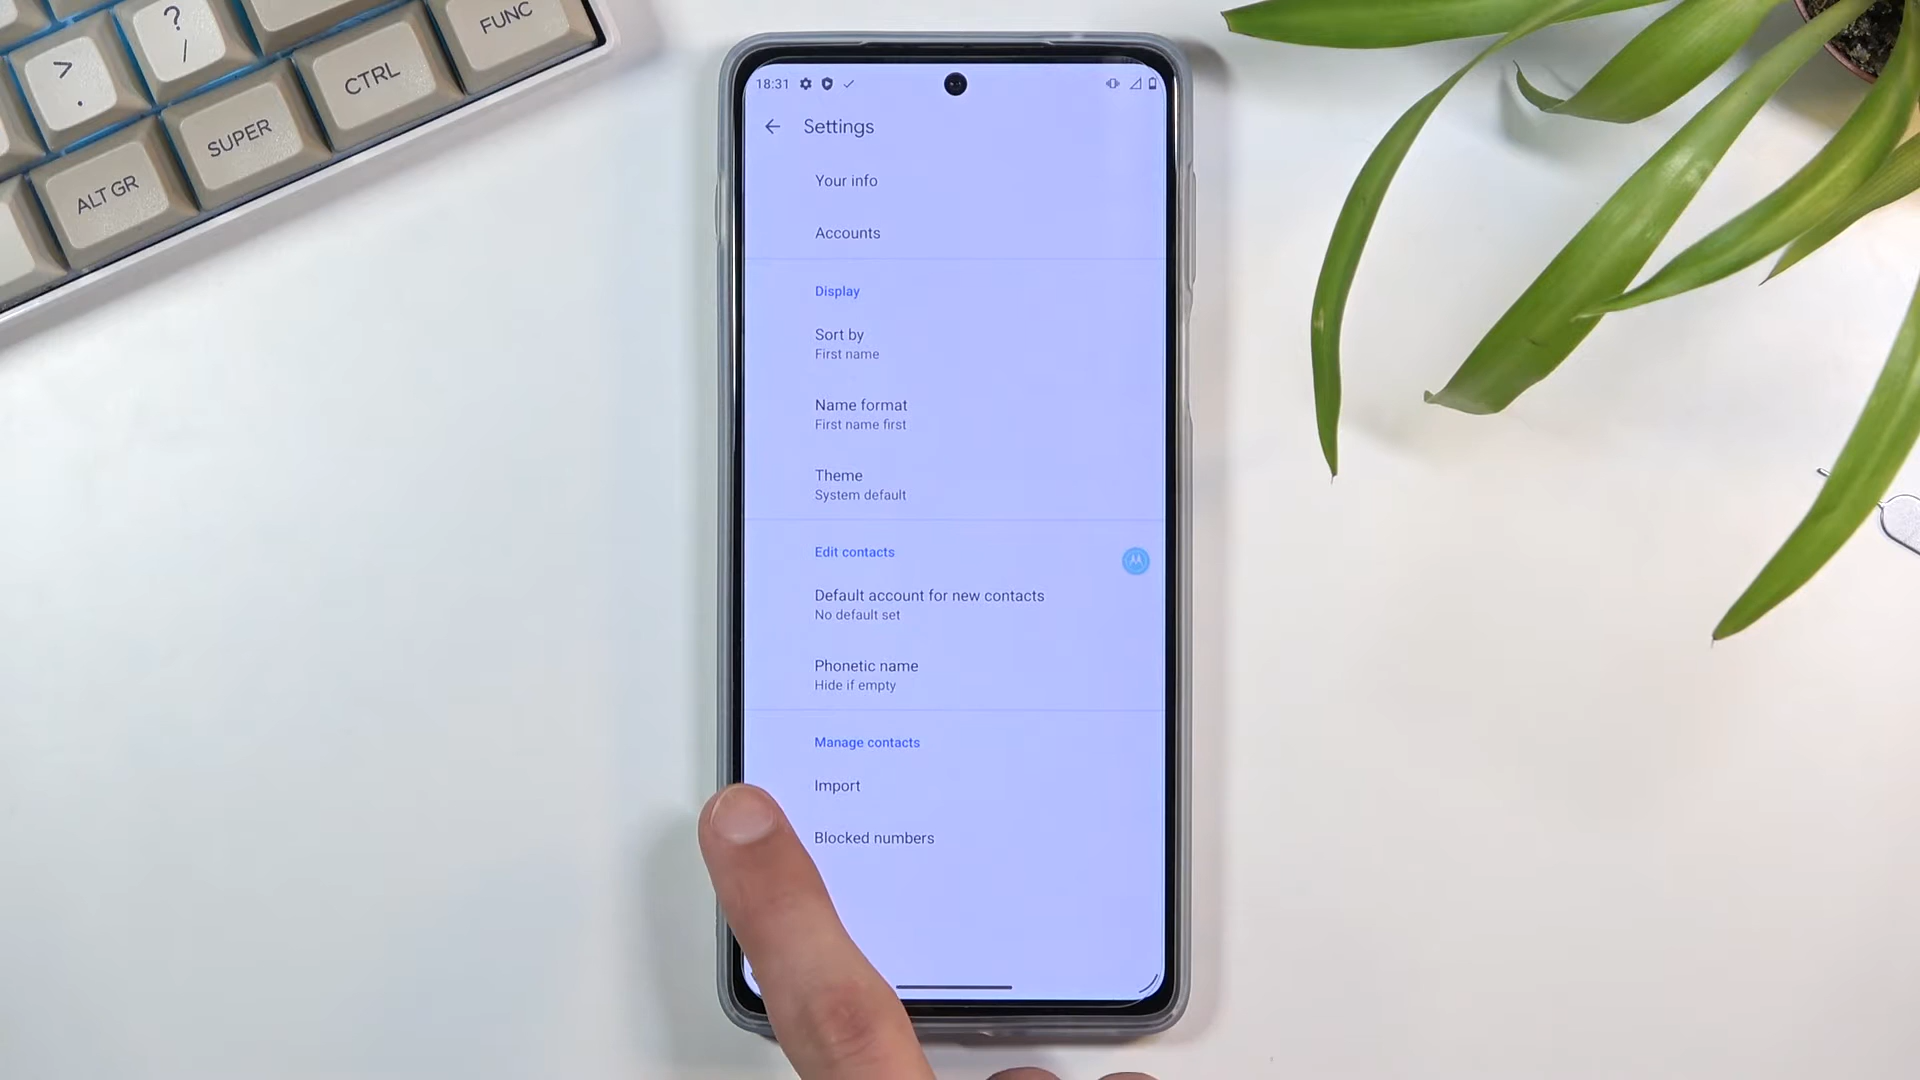 ?
/
>
.
FUNC
CTRL
SUPER
ALT GR
18:31
Settings
Your info
Accounts
Display
Sort by
First name
Name format
First name first
Theme
System default
Edit contacts
Default account for new contacts
No default set
Phonetic name
Hide if empty
Manage contacts
Import
Blocked numbers